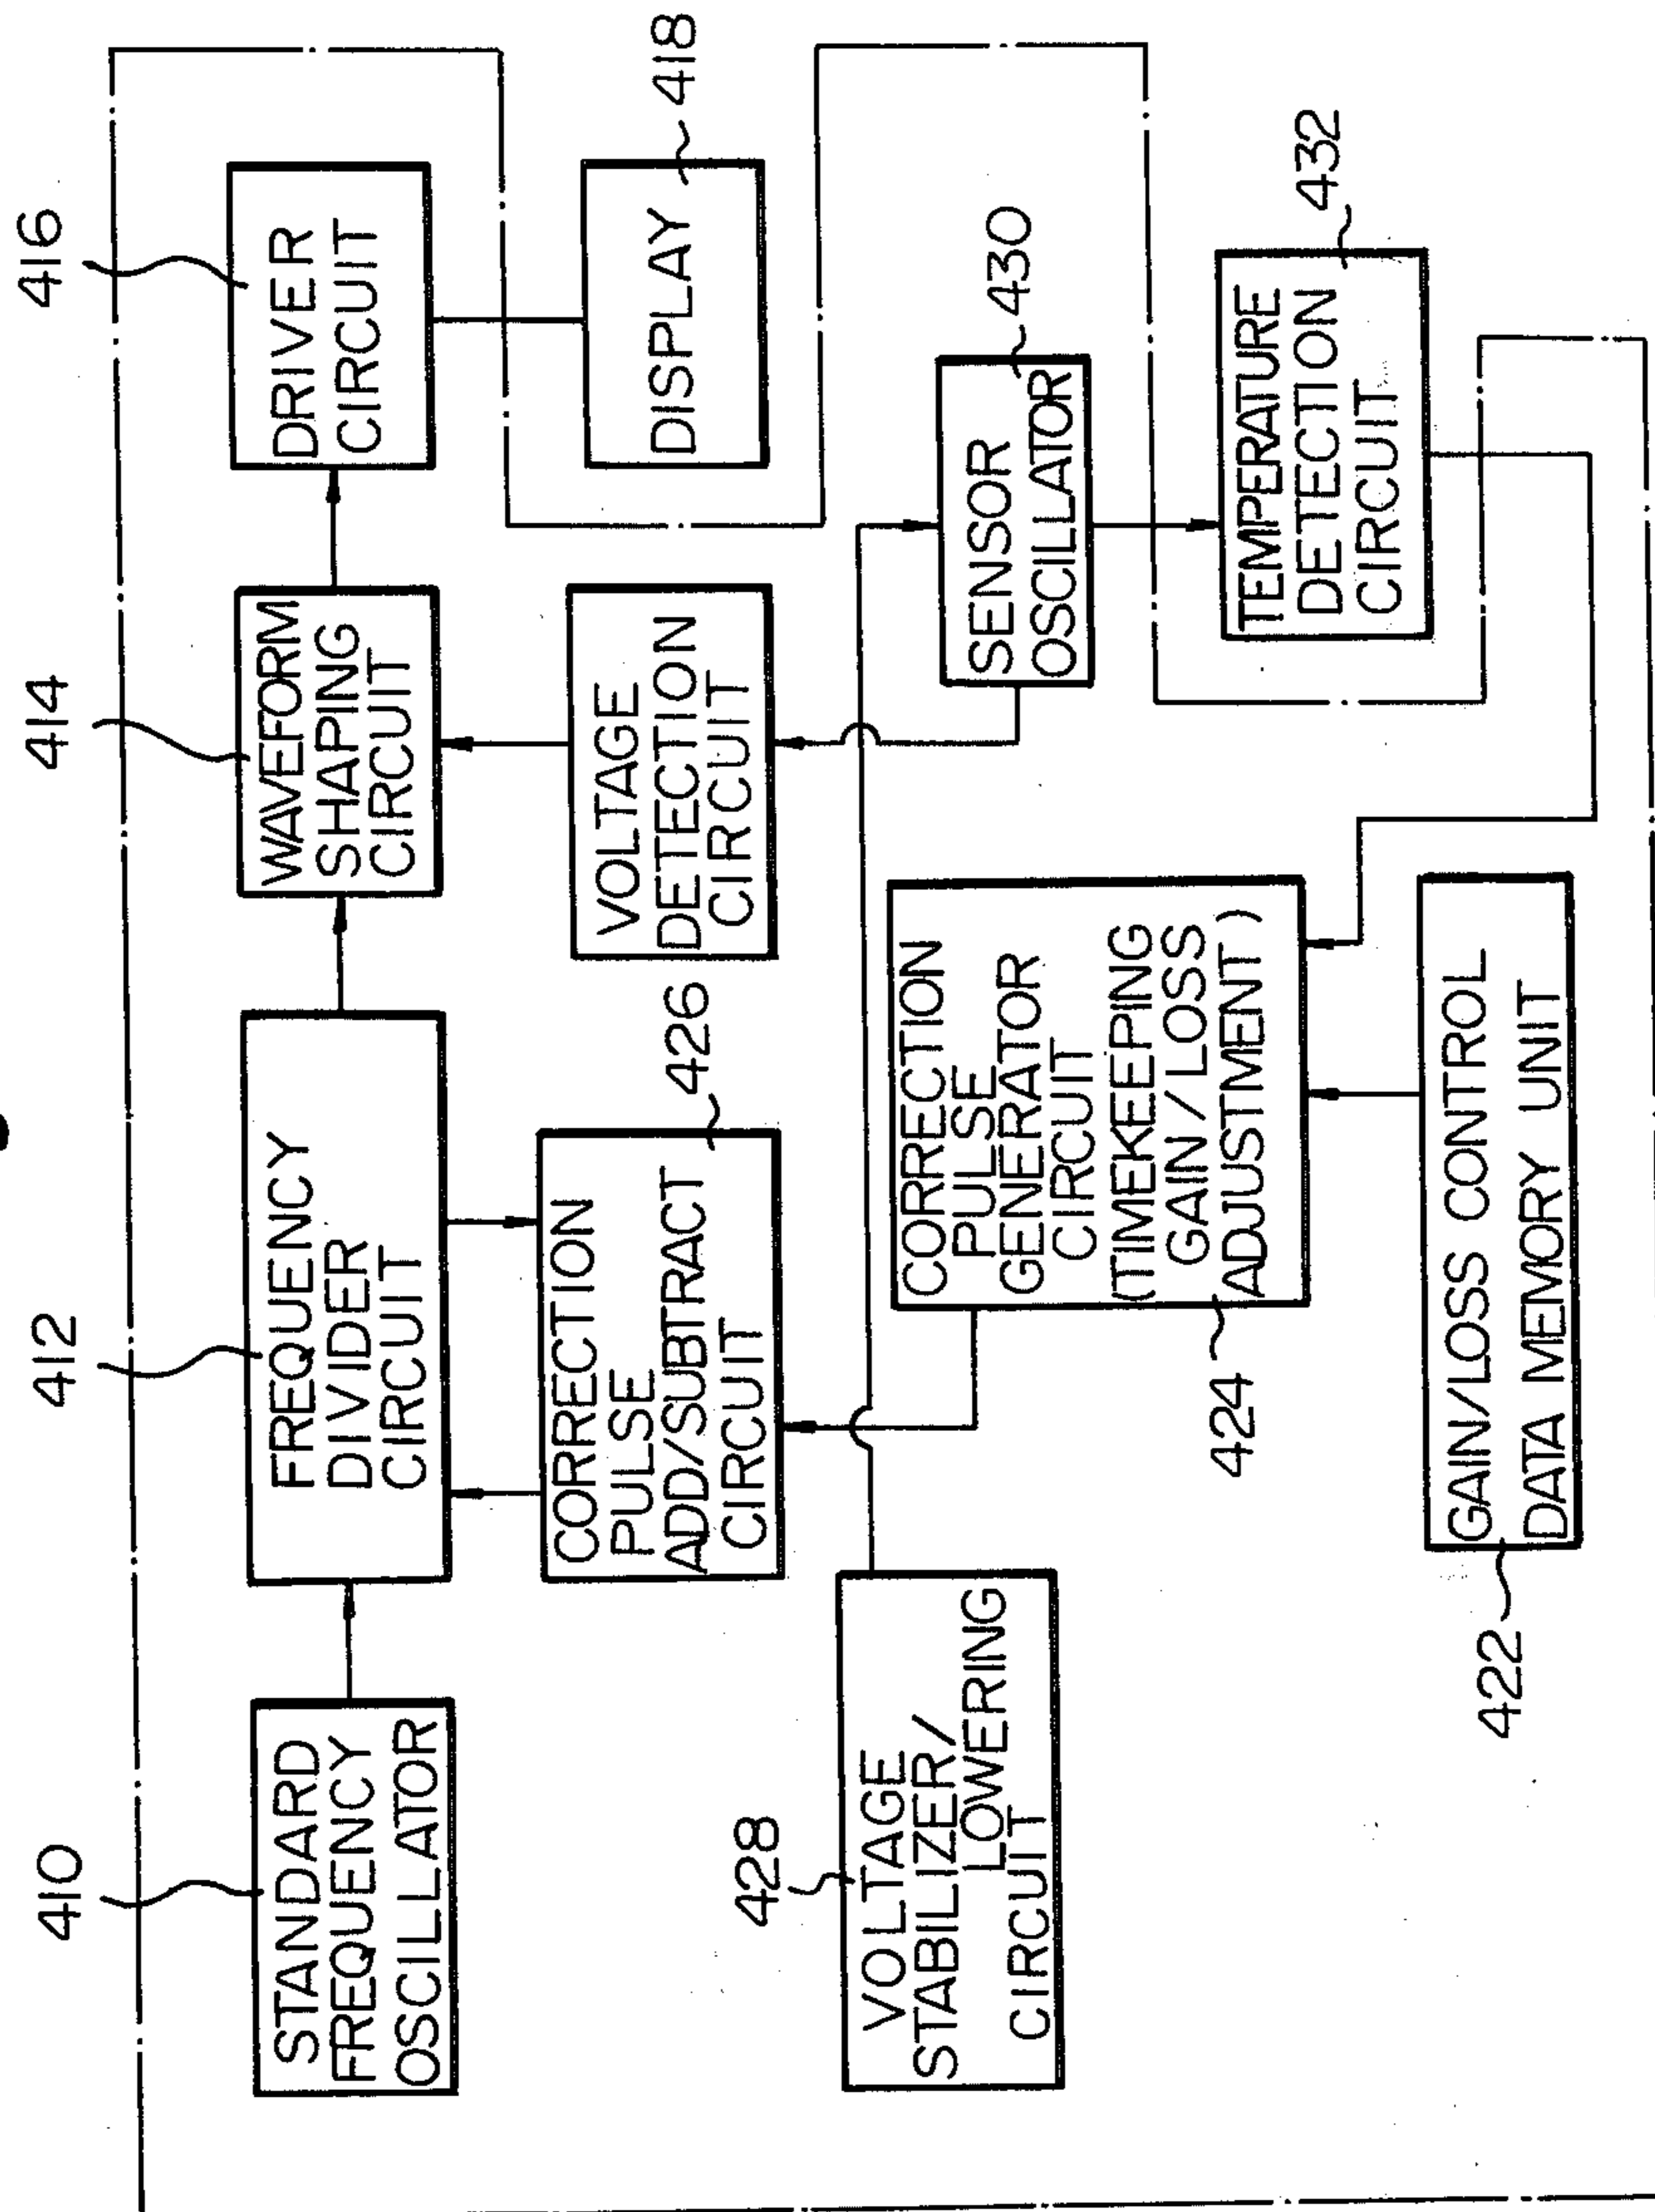 410
412
414
416
STANDARD
FREQUENCY
OSCILLATOR
FREQUENCY
DIVIDER
CIRCUIT
WAVEFORM
SHAPING
CIRCUIT
DRIVER
CIRCUIT
CORRECTION
PULSE
ADD/SUBTRACT
CIRCUIT
426
VOLTAGE
DETECTION
CIRCUIT
DISPLAY
418
428
VOLTAGE
STABILIZER/
LOWERING
CIRCUIT
CORRECTION
PULSE
GENERATOR
CIRCUIT
(TIMEKEEPING
GAIN/LOSS
ADJUSTMENT)
424
SENSOR
OSCILLATOR
430
TEMPERATURE
DETECTION
CIRCUIT
432
GAIN/LOSS CONTROL
DATA MEMORY UNIT
422